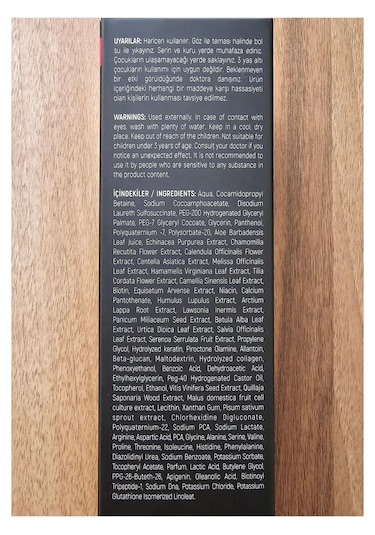 UYARILAR: Haricen kullanılır. Göz ile teması halinde bol
su ile yıkayınız. Serin ve kuru yerde muhafaza ediniz.
Çocukların ulaşamayacağı yerde saklayınız. 3 yaş altı
çocukların kullanımı için uygun değildir. Beklenmeyen
bir etki görüldüğünde doktora danışınız. Ürün
içeriğindeki herhangi bir maddeye karşı hassasiyeti
olan kişilerin kullanması tavsiye edilmez.
WARNINGS: Used externally. In case of contact with
eyes, wash with plenty of water. Keep in a cool, dry
place. Keep out of reach of the children. Not suitable for
children under 3 years of age. Consult your doctor if you
notice an unexpected effect. It is not recommended to
use it by people who are sensitive to any substance in
the product content.
İÇİNDEKİLER / INGREDIENTS: Aqua, Cocamidopropyl
Betaine, Sodium Cocoamphoacetate, Disodium
Laureth Sulfosuccinate, PEG-200 Hydrogenated Glyceryl
Palmate, PEG-7 Glyceryl Cocoate, Glycerin, Panthenol,
Polyquaternium -7, Polysorbate-20, Aloe Barbadensis
Leaf Juice, Echinacea Purpurea Extract, Chamomilla
Recutita Flower Extract, Calendula Officinalis Flower
Extract, Centella Asiatica Extract, Melissa Officinalis
Leaf Extract, Hamamelis Virginiana Leaf Extract, Tilia
Cordata Flower Extract, Camellia Sinensis Leaf Extract,
Biotin, Equisetum Arvense Extract, Niacin, Calcium
Pantothenate, Humulus Lupulus Extract, Arctium
Lappa Root Extract, Lawsonia Inermis Extract,
Panicum Miliaceum Seed Extract, Betula Alba Leaf
Extract, Urtica Dioica Leaf Extract, Salvia Officinalis
Leaf Extract, Serenoa Serrulata Fruit Extract, Propylene
Glycol, Hydrolyzed keratin, Piroctone Olamine, Allantoin,
Beta-glucan, Maltodextrin, Hydrolyzed collagen,
Phenoxyethanol, Benzoic Acid, Dehydroacetic Acid,
Ethylhexylglycerin, Peg-40 Hydrogenated Castor Oil,
Tocopherol, Ethanol, Vitis Vinifera Seed Extract, Quillaja
Saponaria Wood Extract, Malus domestica fruit cell
culture extract, Lecithin, Xanthan Gum, Pisum sativum
sprout extract, Chlorhexidine Digluconate,
Polyquaternium-22, Sodium PCA, Sodium Lactate,
Arginine, Aspartic Acid, PCA, Glycine, Alanine, Serine, Valine,
Proline, Threonine, Isoleucine, Histidine, Phenylalanine,
Diazolidinyl Urea, Sodium Benzoate, Potassium Sorbate,
Tocopheryl Acetate, Parfum, Lactic Acid, Butylene Glycol,
PPG-26-Buteth-26, Apigenin, Oleanolic Acid, Biotinoyl
Tripeptide-1, Sodium Dna, Potassium Chloride, Potassium
Glutathione Isomerized Linoleat.